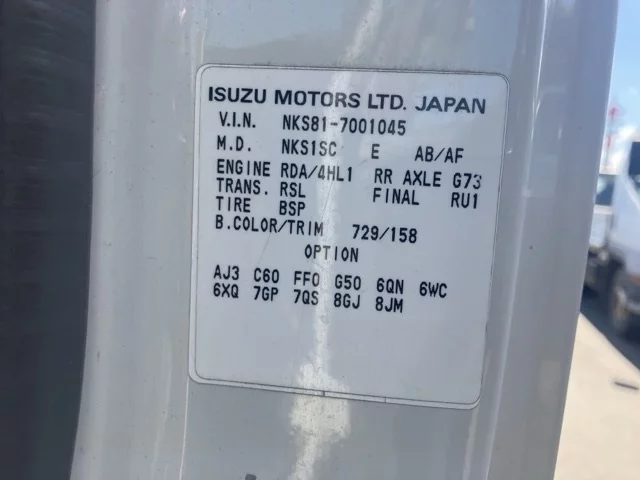 ISUZU MOTORS LTD. JAPAN
V.I.N. NKS81-7001045
M.D. NKS1SC E AB/AF
ENGINE RDA/4HL1 RR AXLE G73
TRANS. RSL FINAL RU1
TIRE BSP
B.COLOR/TRIM 729/158
OPTION
AJ3 C60 FF0 G50 6QN 6WC
6XQ 7GP 7QS 8GJ 8JM